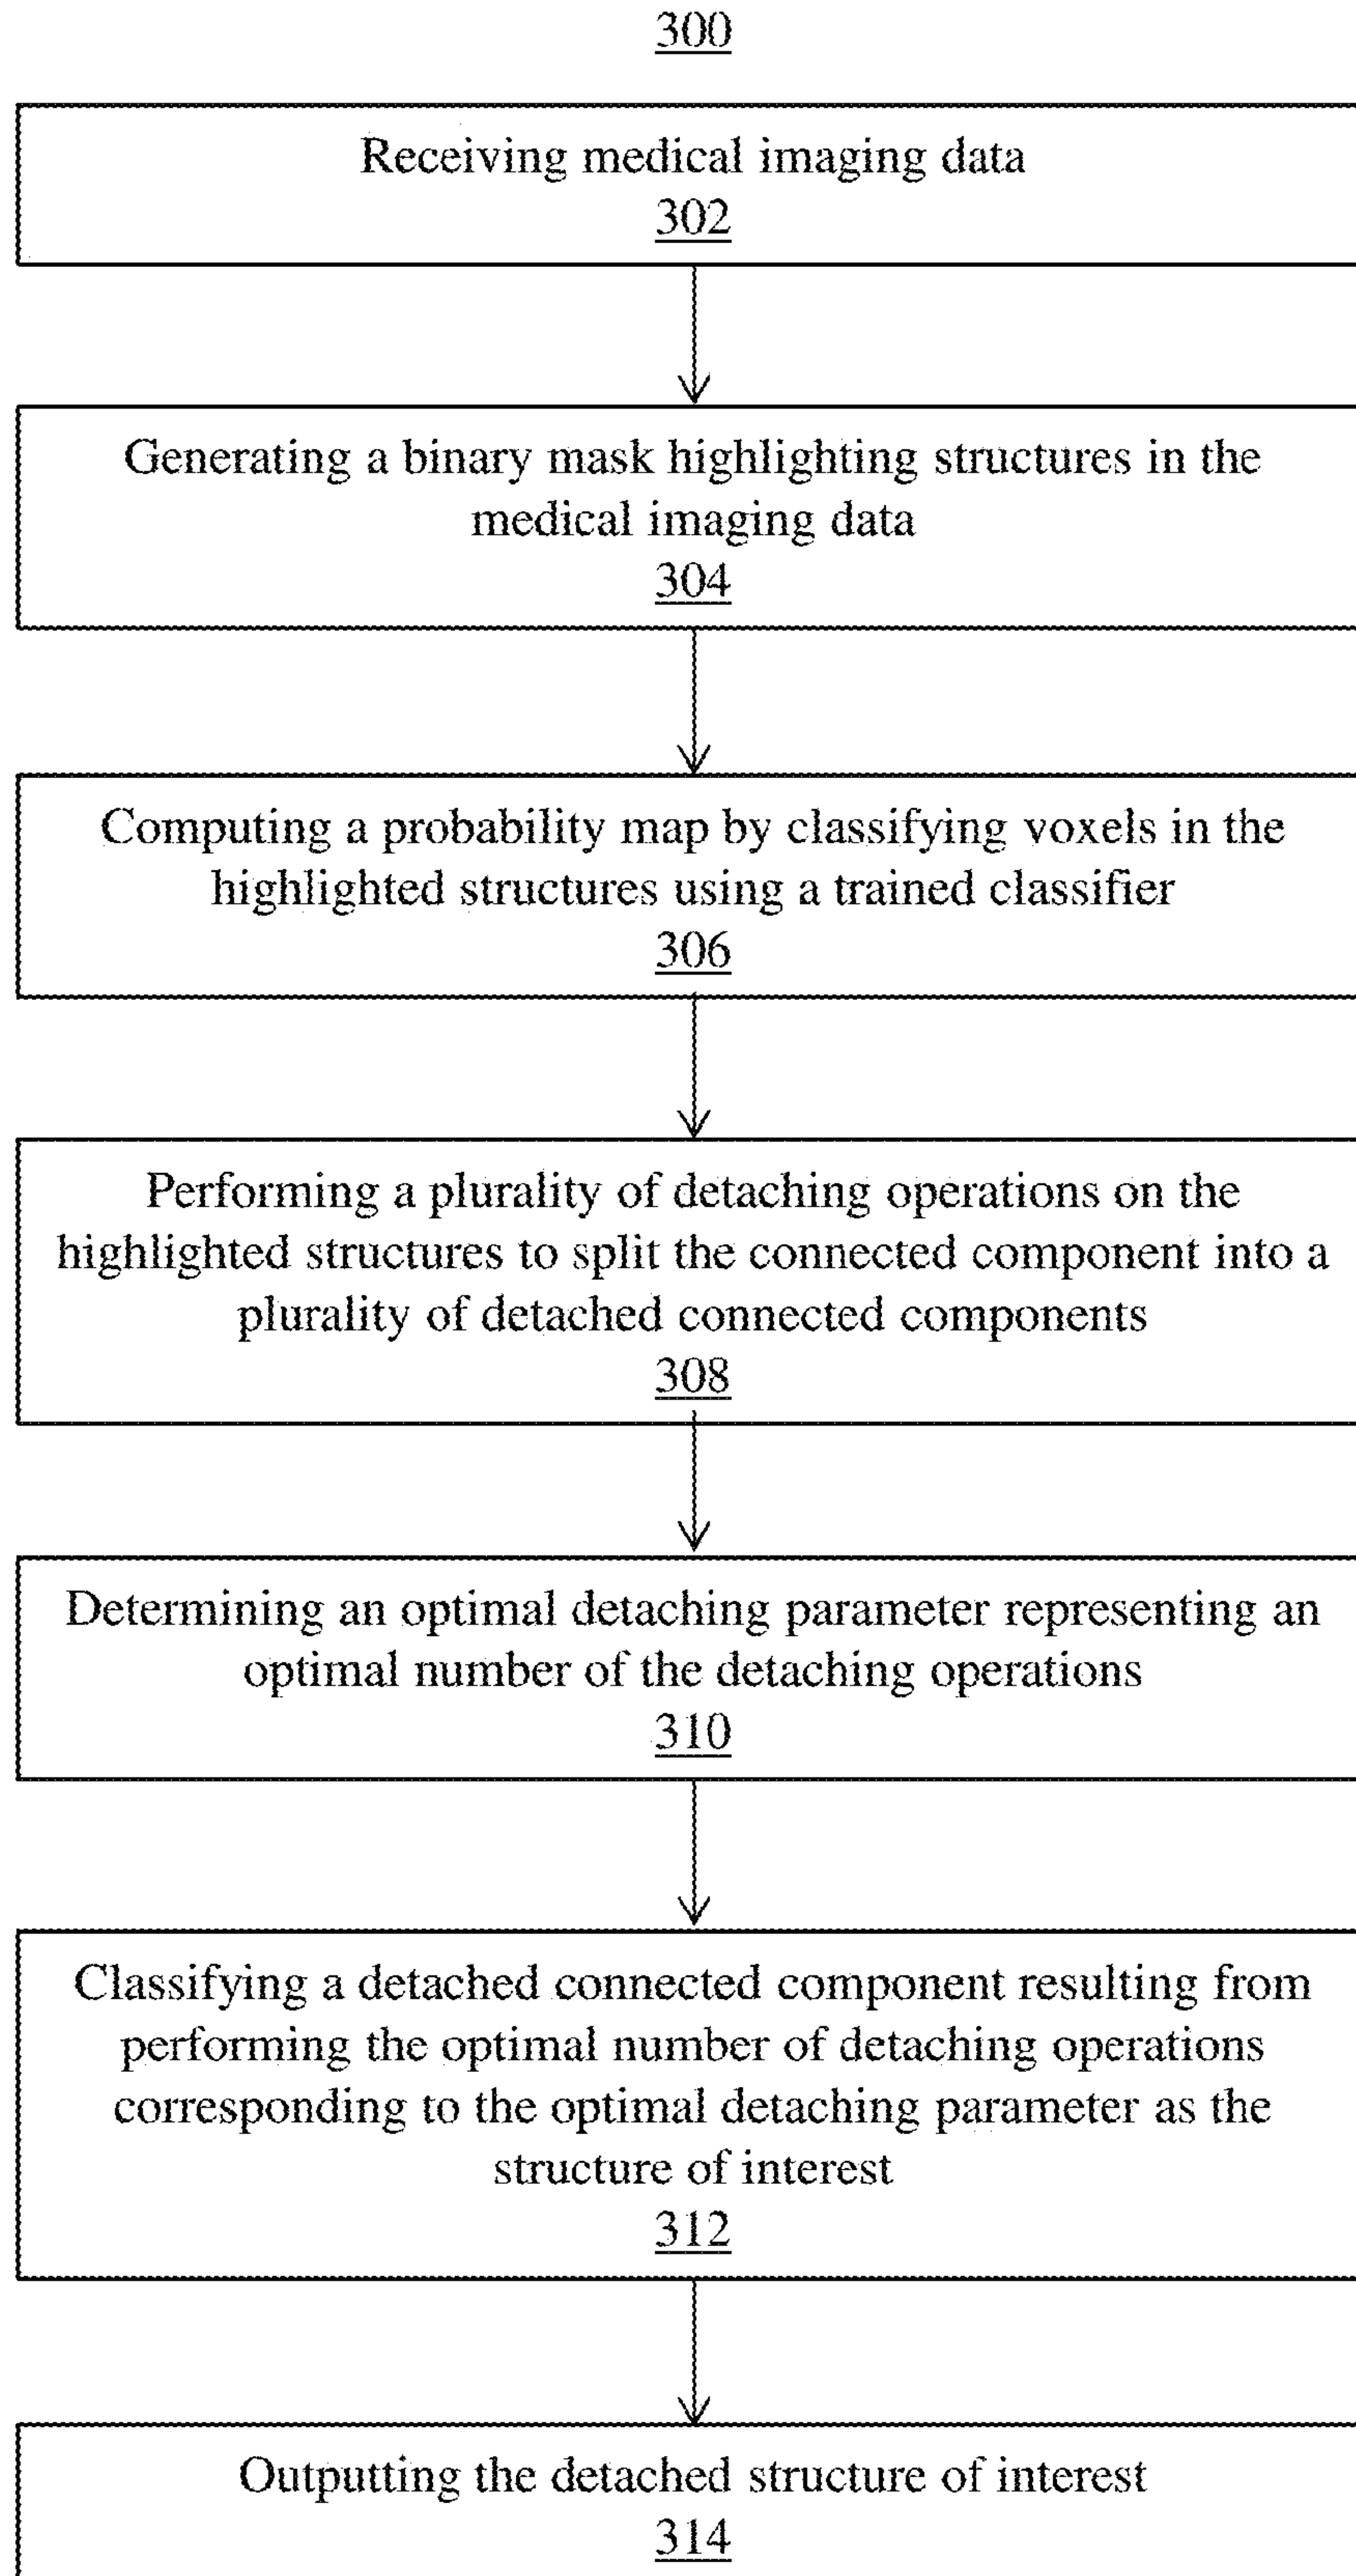 300
Receiving medical imaging data
302
Generating a binary mask highlighting structures in the
medical imaging data
304
Computing a probability map by classifying voxels in the
highlighted structures using a trained classifier
306
Performing a plurality of detaching operations on the
highlighted structures to split the connected component into a
plurality of detached connected components
308
Determining an optimal detaching parameter representing an
optimal number of the detaching operations
310
Classifying a detached connected component resulting from
performing the optimal number of detaching operations
corresponding to the optimal detaching parameter as the
structure of interest
312
Outputting the detached structure of interest
314